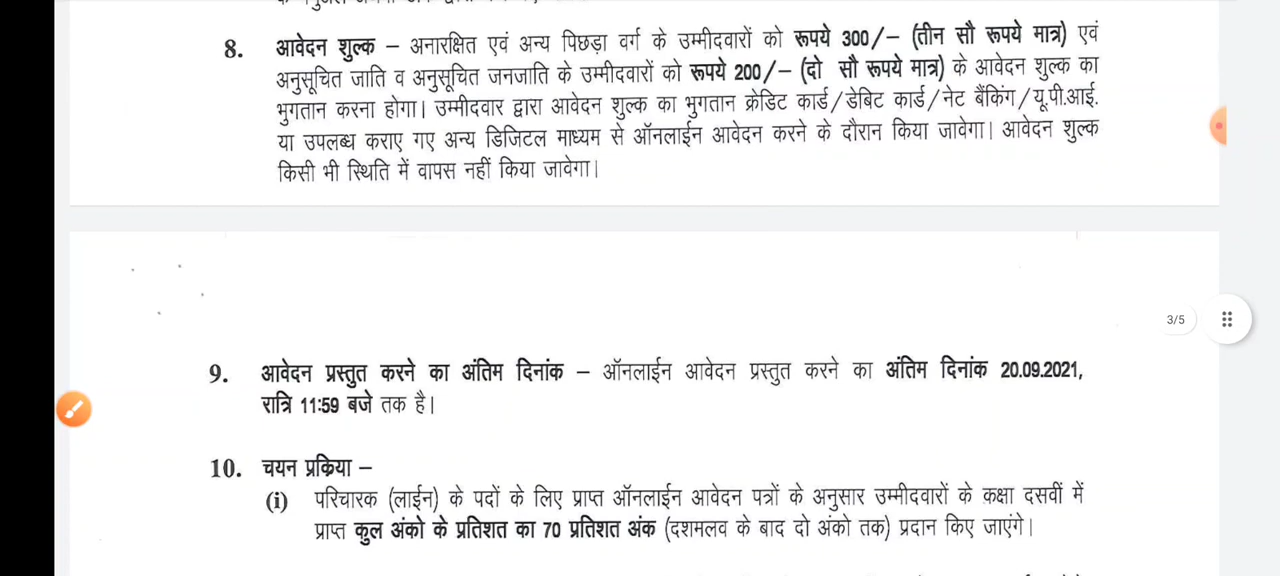 8. आवेदन शुल्क – अनारक्षित एवं अन्य पिछड़ा वर्ग के उम्मीदवारों को रूपये 300/– (तीन सौ रूपये मात्र) एवं
अनुसूचित जाति व अनुसूचित जनजाति के उम्मीदवारों को रूपये 200/– (दो सौ रूपये मात्र) के आवेदन शुल्क का
भुगतान करना होगा। उम्मीदवार द्वारा आवेदन शुल्क का भुगतान क्रेडिट कार्ड/डेबिट कार्ड/नेट बैंकिंग/यू.पी.आई.
या उपलब्ध कराए गए अन्य डिजिटल माध्यम से ऑनलाईन आवेदन करने के दौरान किया जावेगा। आवेदन शुल्क
किसी भी स्थिति में वापस नहीं किया जावेगा।
3/5
9. आवेदन प्रस्तुत करने का अंतिम दिनांक – ऑनलाईन आवेदन प्रस्तुत करने का अंतिम दिनांक 20.09.2021,
रात्रि 11:59 बजे तक है।
10. चयन प्रक्रिया –
(i) परिचारक (लाईन) के पदों के लिए प्राप्त ऑनलाईन आवेदन पत्रों के अनुसार उम्मीदवारों के कक्षा दसवीं में
प्राप्त कुल अंको के प्रतिशत का 70 प्रतिशत अंक (दशमलव के बाद दो अंको तक) प्रदान किए जाएंगे।